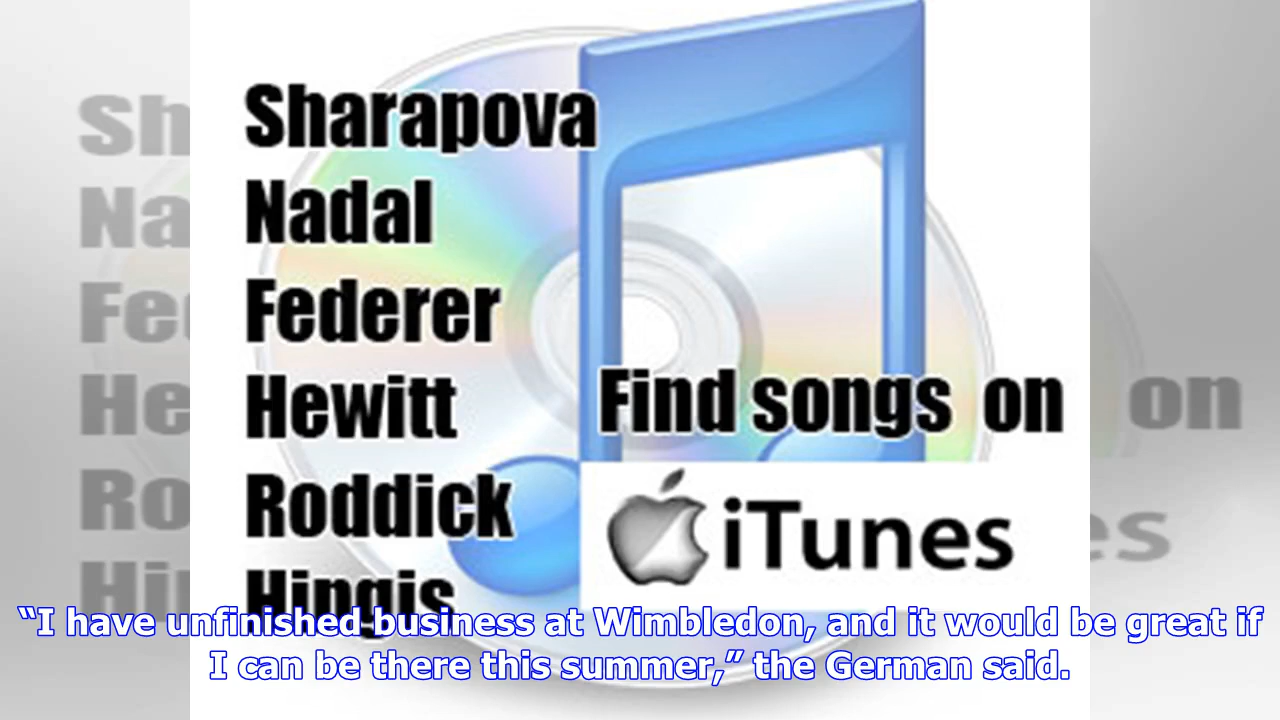 Sharapova
Nadal
Federer
Hewitt
Find songs on
Roddick
iTunes
Hingis
“I have unfinished business at Wimbledon, and it would be great if
I can be there this summer,” the German said.